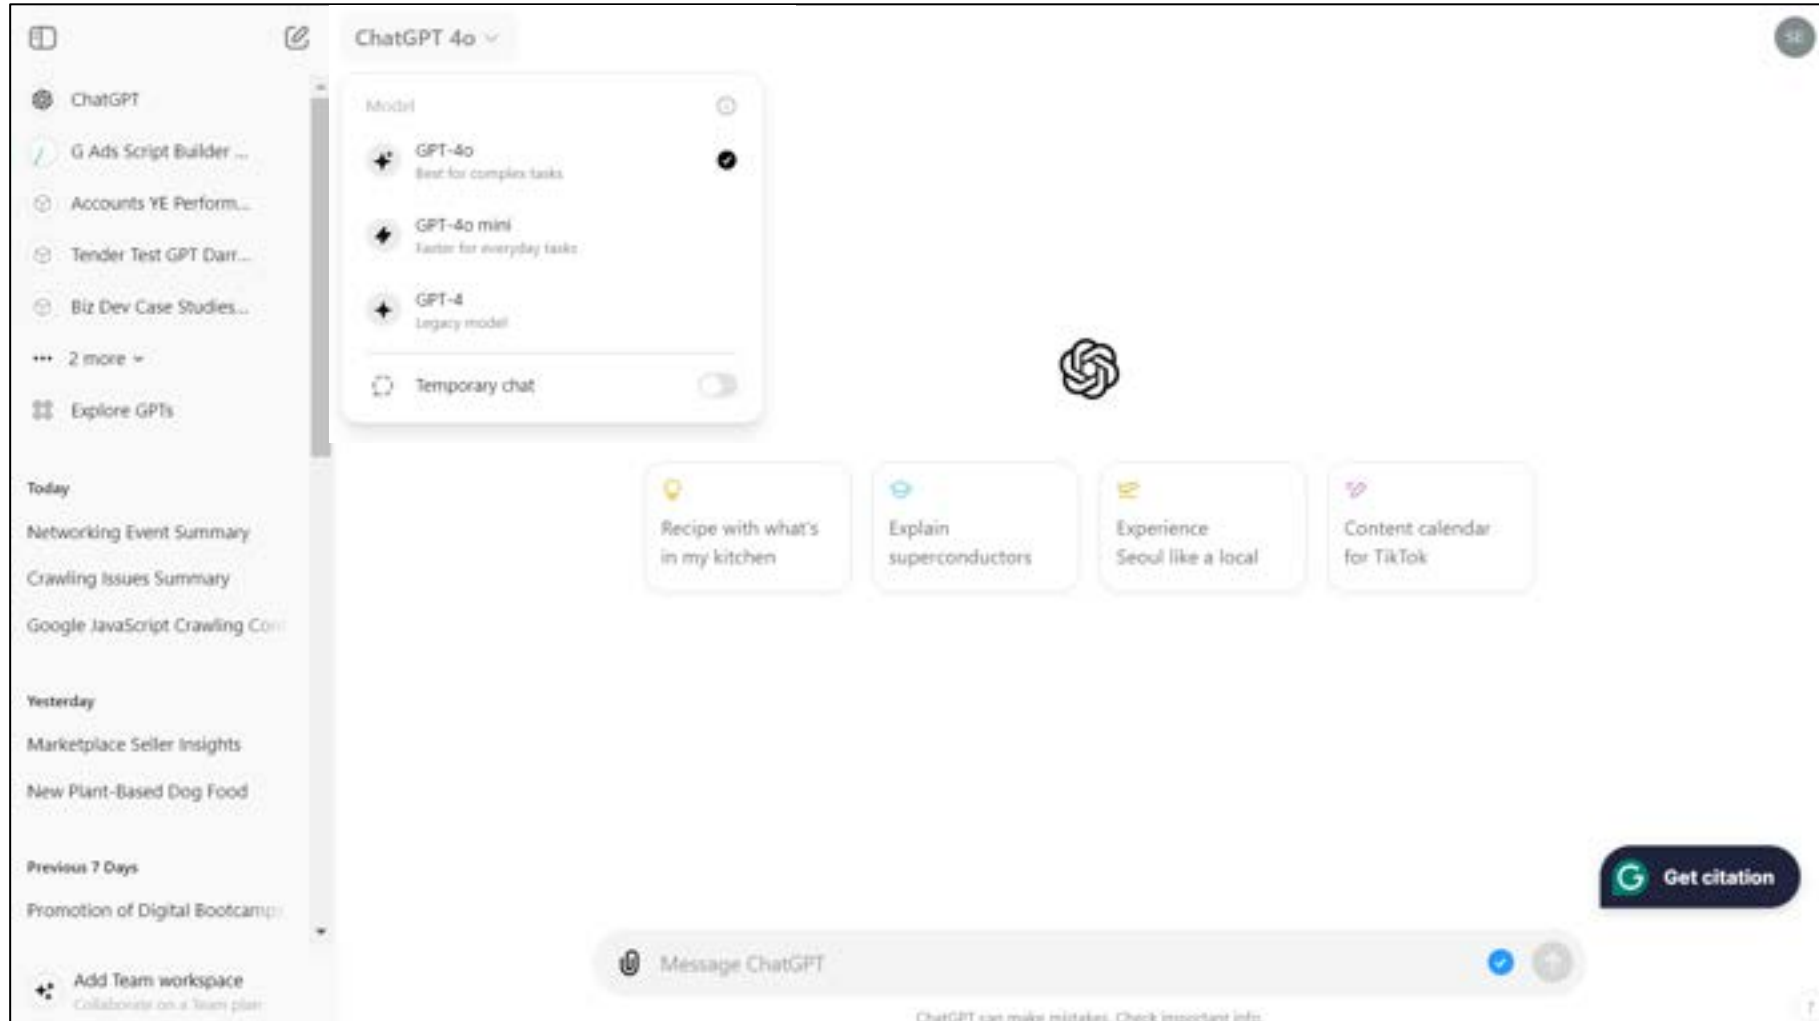 ChatGPT
G Ads Script Builder ...
Accounts YE Perform...
Tender Test GPT Darr...
Biz Dev Case Studies...
2 more
Explore GPTs
Today
Networking Event Summary
Crawling Issues Summary
Google JavaScript Crawling Con
Yesterday
Marketplace Seller Insights
New Plant-Based Dog Food
Previous 7 Days
Promotion of Digital Bootcamps
Add Team workspace
Collaborate on a Team plan
ChatGPT 4o
SE
Model
GPT-4o
Best for complex tasks
GPT-4o mini
Faster for everyday tasks
GPT-4
Legacy model
Temporary chat
Recipe with what's
in my kitchen
Explain
superconductors
Experience
Seoul like a local
Content calendar
for TikTok
Get citation
Message ChatGPT
ChatGPT can make mistakes. Check important info.
?